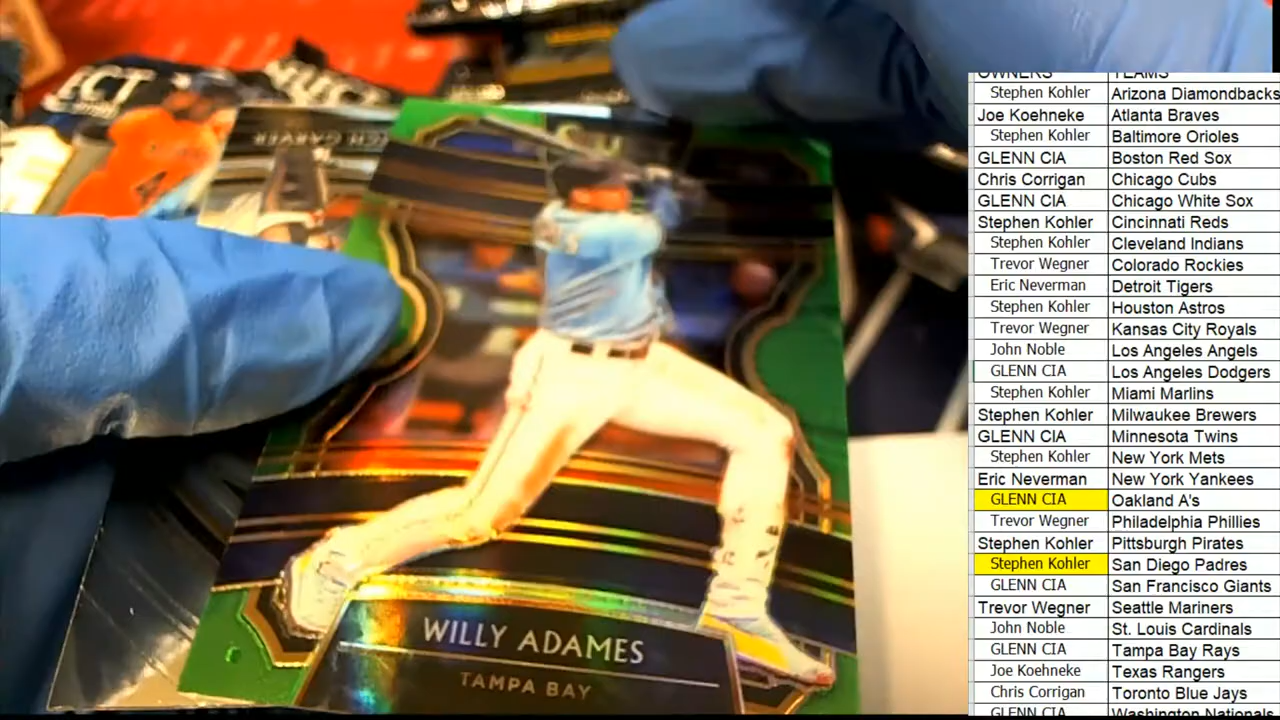 ECT
WILLY ADAMES
TAMPA BAY
OWNERS TEAMS
Stephen Kohler Arizona Diamondbacks
Joe Koehneke Atlanta Braves
Stephen Kohler Baltimore Orioles
GLENN CIA Boston Red Sox
Chris Corrigan Chicago Cubs
GLENN CIA Chicago White Sox
Stephen Kohler Cincinnati Reds
Stephen Kohler Cleveland Indians
Trevor Wegner Colorado Rockies
Eric Neverman Detroit Tigers
Stephen Kohler Houston Astros
Trevor Wegner Kansas City Royals
John Noble Los Angeles Angels
GLENN CIA Los Angeles Dodgers
Stephen Kohler Miami Marlins
Stephen Kohler Milwaukee Brewers
GLENN CIA Minnesota Twins
Stephen Kohler New York Mets
Eric Neverman New York Yankees
GLENN CIA Oakland A's
Trevor Wegner Philadelphia Phillies
Stephen Kohler Pittsburgh Pirates
Stephen Kohler San Diego Padres
GLENN CIA San Francisco Giants
Trevor Wegner Seattle Mariners
John Noble St. Louis Cardinals
GLENN CIA Tampa Bay Rays
Joe Koehneke Texas Rangers
Chris Corrigan Toronto Blue Jays
GLENN CIA Washington Nationals